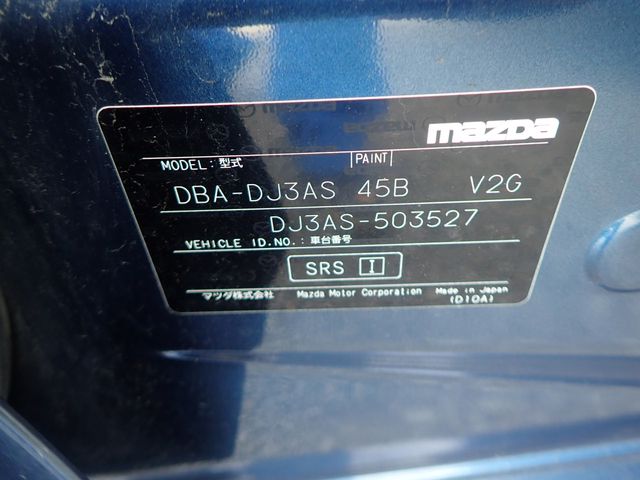 mazda
MODEL: 型式 PAINT
DBA-DJ3AS 45B V2G
DJ3AS-503527
VEHICLE ID.NO.: 車台番号
SRS I
マツダ株式会社 Mazda Motor Corporation Made in Japan
(D10A)